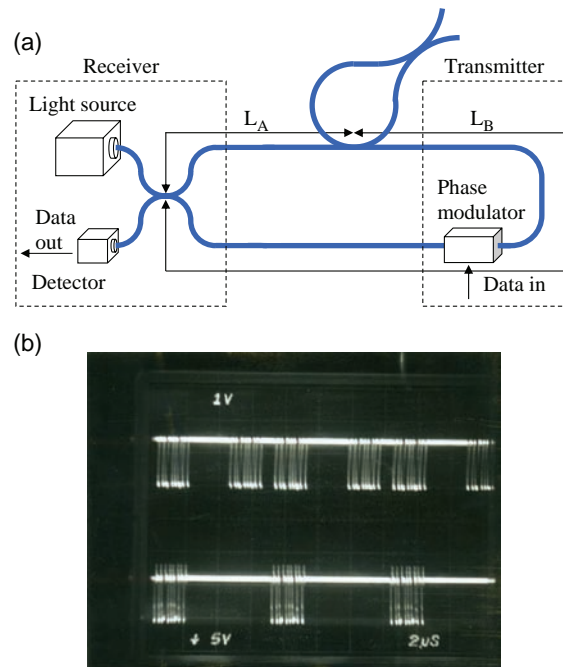 (a)
Receiver
Transmitter
Light source
L_A
L_B
Phase
modulator
Data
out
Detector
Data in
(b)
1V
↓ 5V
2μS